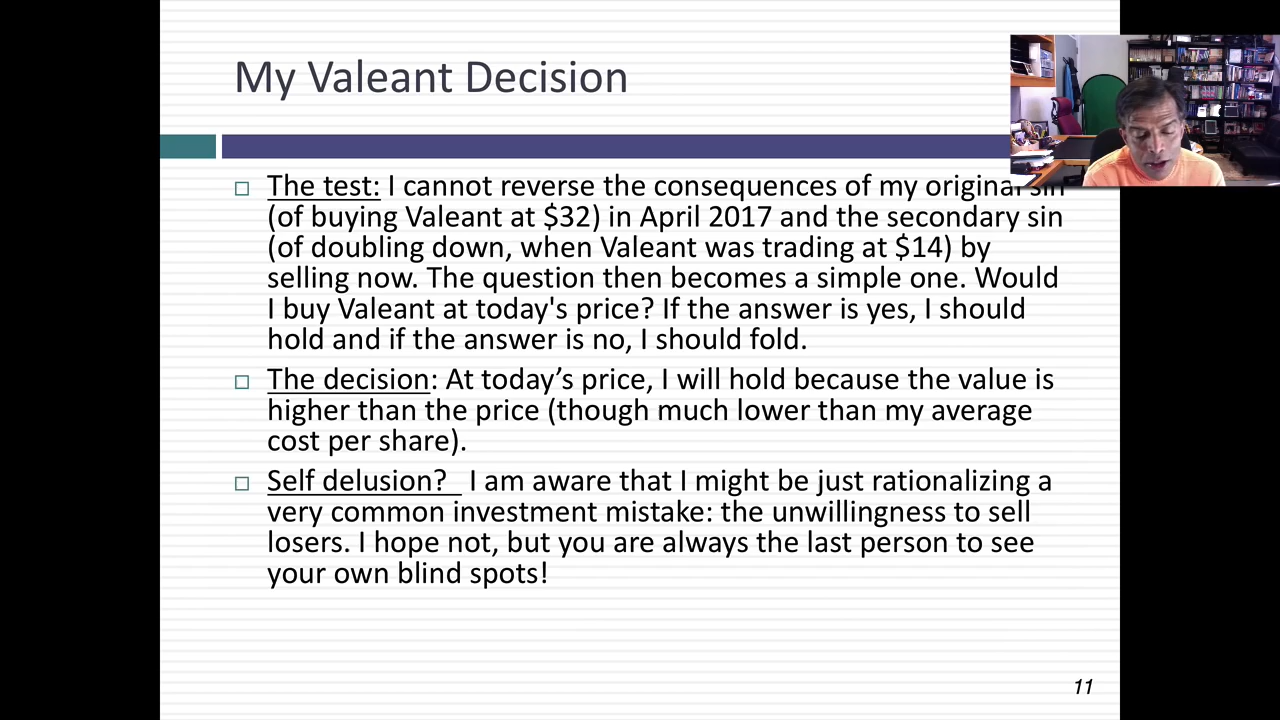 My Valeant Decision
The test: I cannot reverse the consequences of my original sin
(of buying Valeant at $32) in April 2017 and the secondary sin
(of doubling down, when Valeant was trading at $14) by
selling now. The question then becomes a simple one. Would
I buy Valeant at today's price? If the answer is yes, I should
hold and if the answer is no, I should fold.
The decision: At today’s price, I will hold because the value is
higher than the price (though much lower than my average
cost per share).
Self delusion? I am aware that I might be just rationalizing a
very common investment mistake: the unwillingness to sell
losers. I hope not, but you are always the last person to see
your own blind spots!
11